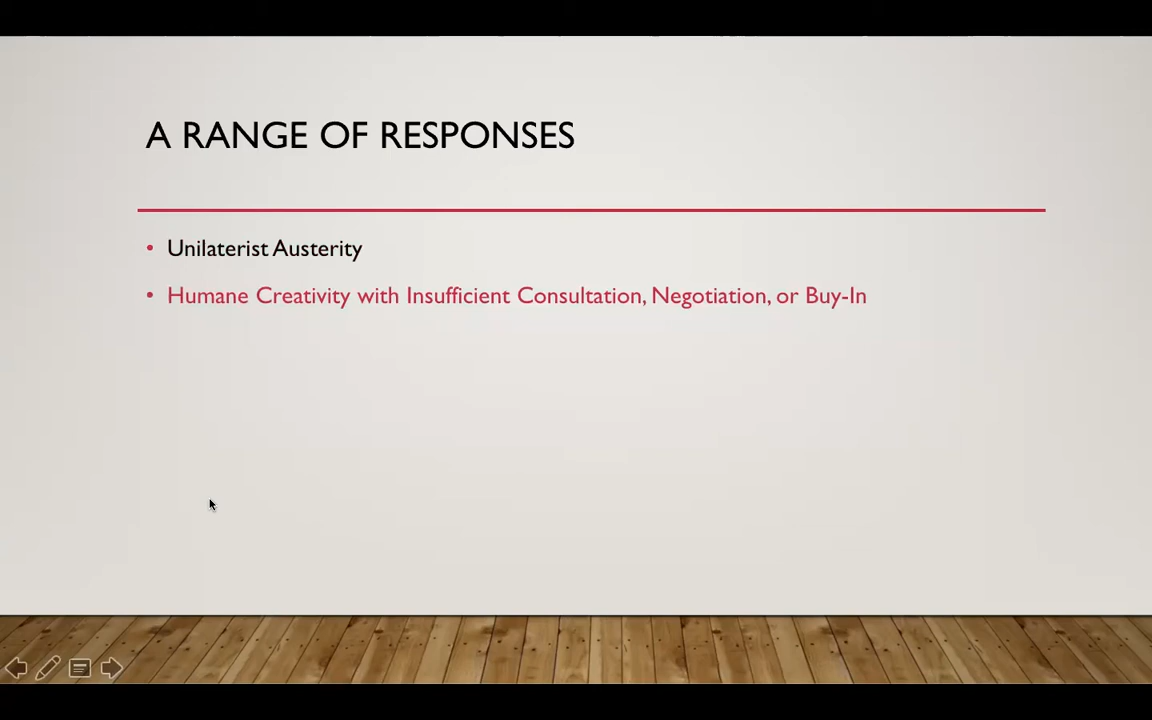 A RANGE OF RESPONSES
• Unilaterist Austerity
• Humane Creativity with Insufficient Consultation, Negotiation, or Buy-In